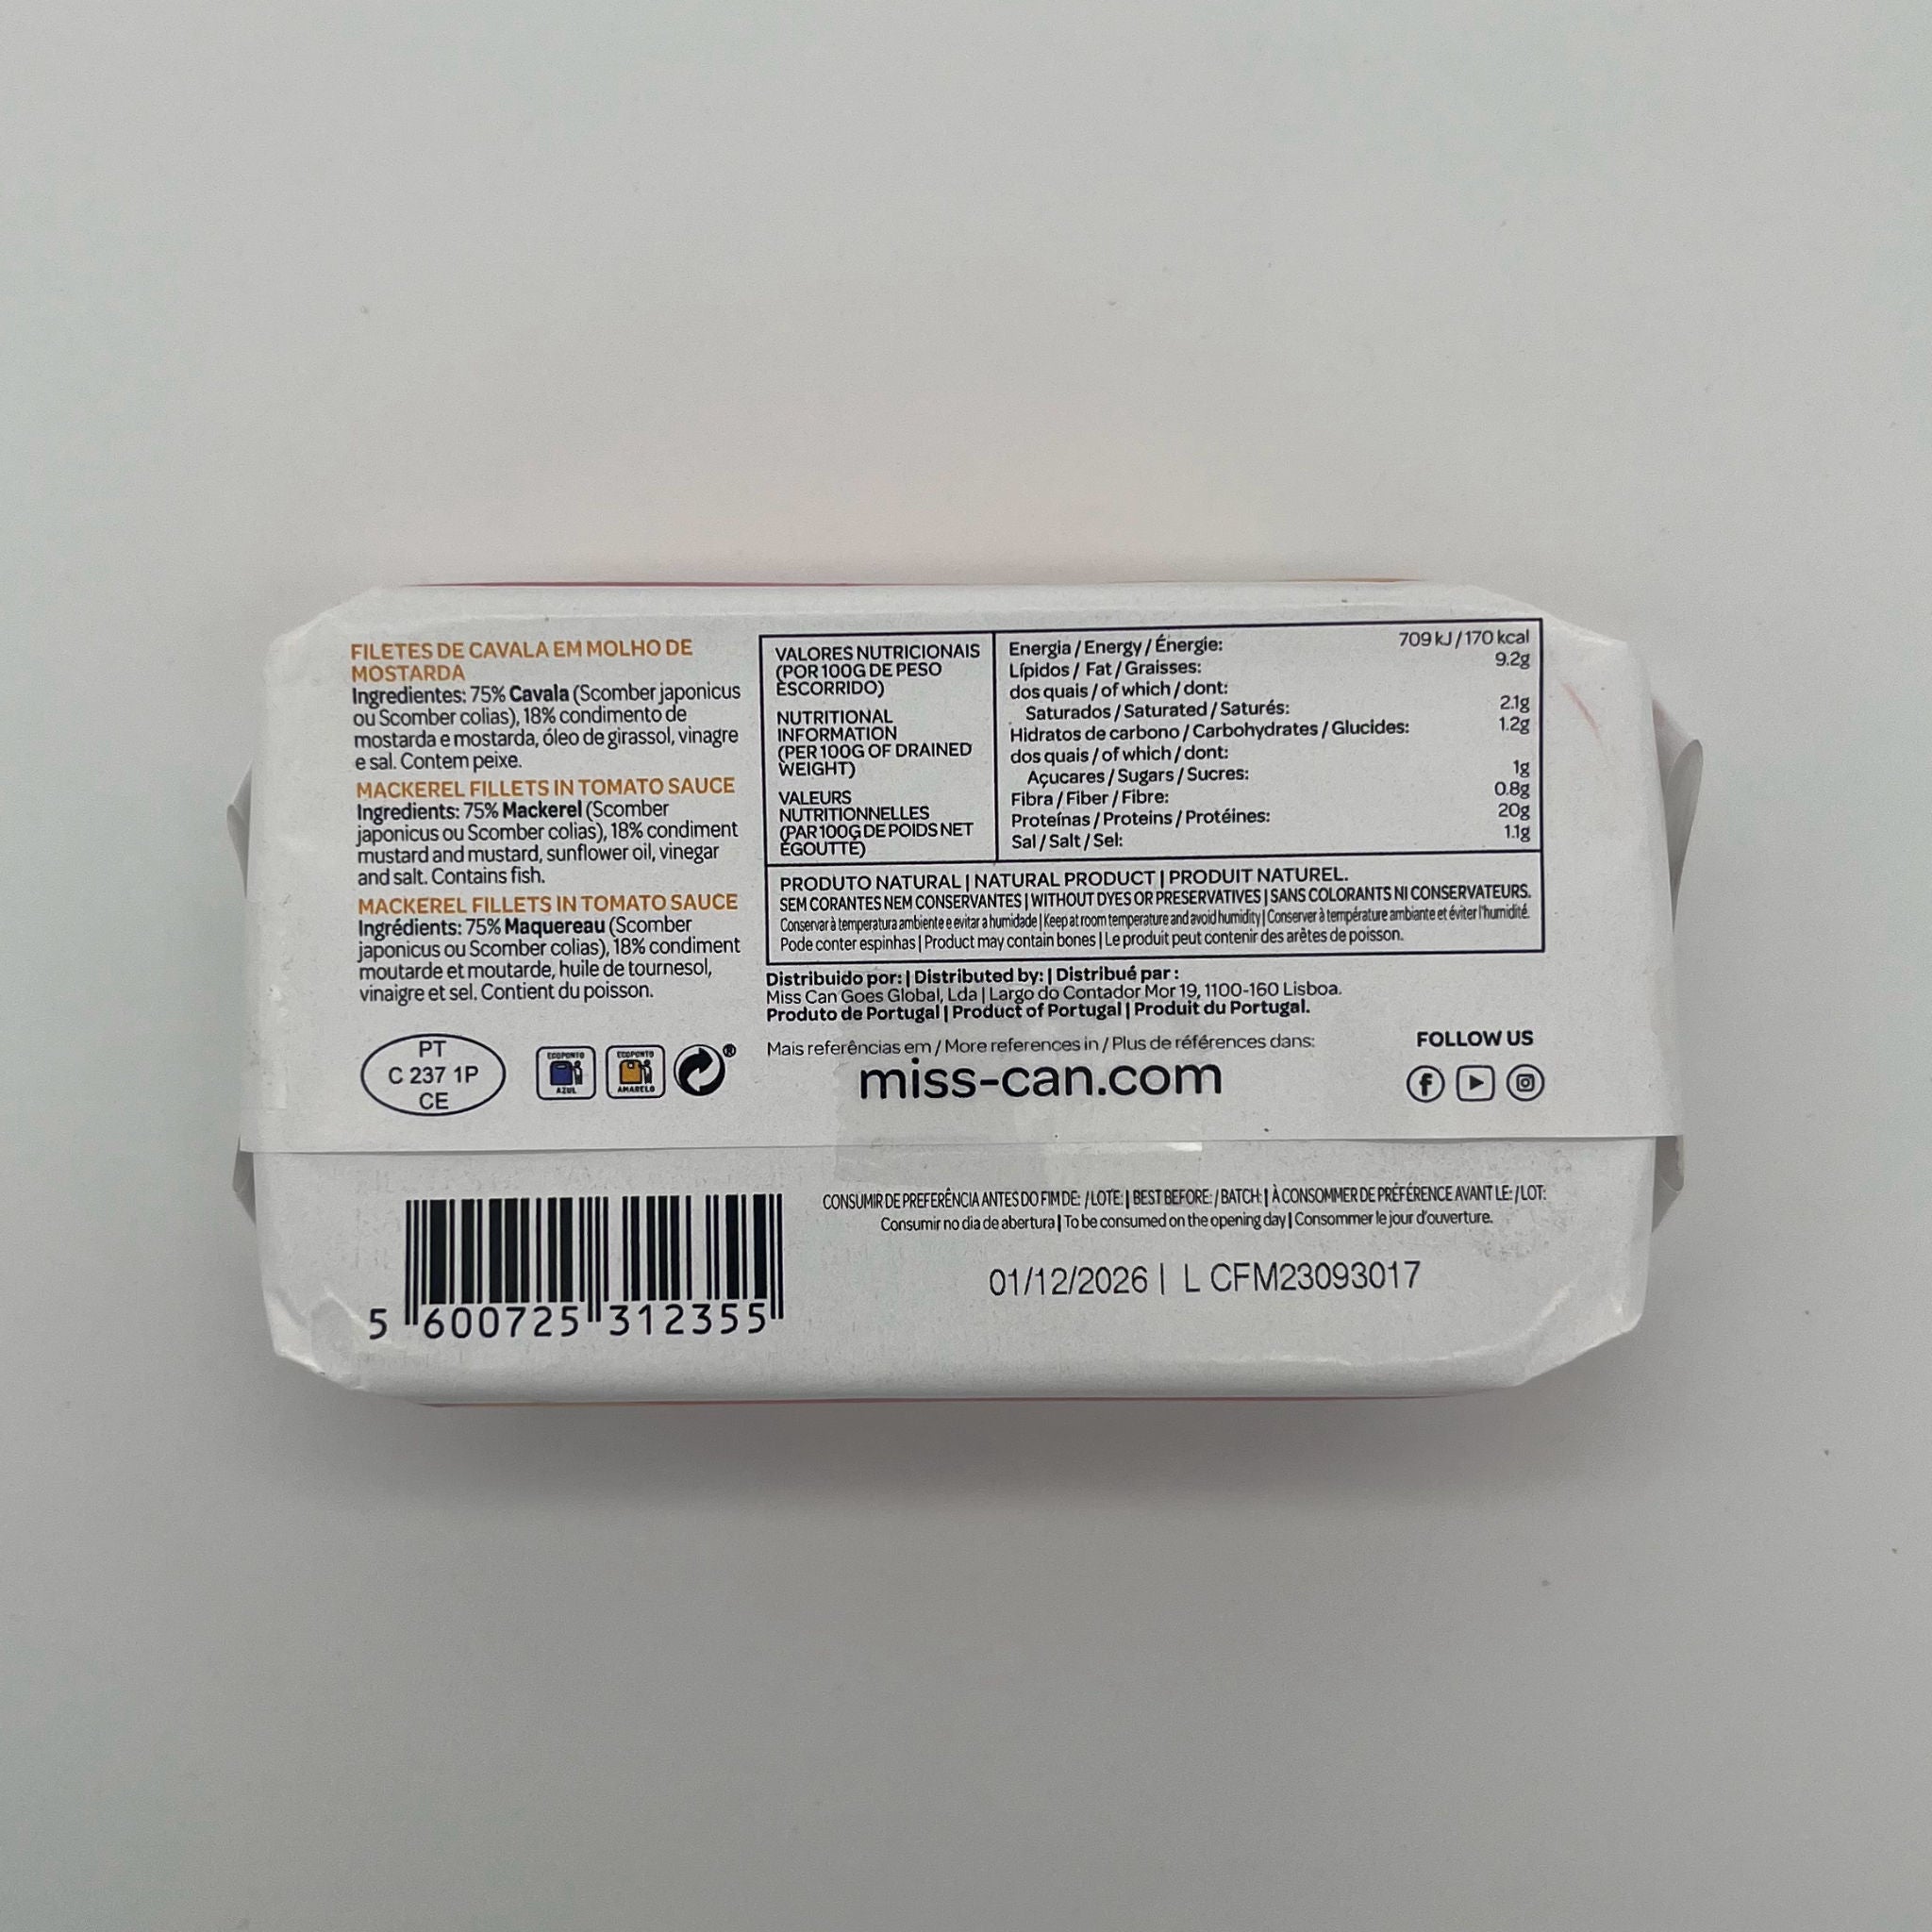 FILETES DE CAVALA EM MOLHO DE
MOSTARDA
Ingredientes: 75% Cavala (Scomber japonicus
ou Scomber colias), 18% condimento de
mostarda e mostarda, óleo de girassol, vinagre
e sal. Contem peixe.
MACKEREL FILLETS IN TOMATO SAUCE
Ingredients: 75% Mackerel (Scomber
japonicus ou Scomber colias), 18% condiment
mustard and mustard, sunflower oil, vinegar
and salt. Contains fish.
MACKEREL FILLETS IN TOMATO SAUCE
Ingrédients: 75% Maquereau (Scomber
japonicus ou Scomber colias), 18% condiment
moutarde et moutarde, huile de tournesol,
vinaigre et sel. Contient du poisson.
PT
C 237 1P
CE
ECOPONTO
AZUL
ECOPONTO
AMARELO
®
VALORES NUTRICIONAIS
(POR 100G DE PESO
ESCORRIDO)
NUTRITIONAL
INFORMATION
(PER 100G OF DRAINED
WEIGHT)
VALEURS
NUTRITIONNELLES
(PAR 100G DE POIDS NET
ÉGOUTTÉ)
Energia / Energy / Énergie: 709 kJ / 170 kcal
Lípidos / Fat / Graisses: 9.2g
dos quais / of which / dont:
Saturados / Saturated / Saturés: 2.1g
Hidratos de carbono / Carbohydrates / Glucides: 1.2g
dos quais / of which / dont:
Açucares / Sugars / Sucres: 1g
Fibra / Fiber / Fibre: 0.8g
Proteínas / Proteins / Protéines: 20g
Sal / Salt / Sel: 1.1g
PRODUTO NATURAL | NATURAL PRODUCT | PRODUIT NATUREL.
SEM CORANTES NEM CONSERVANTES | WITHOUT DYES OR PRESERVATIVES | SANS COLORANTS NI CONSERVATEURS.
Conservar à temperatura ambiente e evitar a humidade | Keep at room temperature and avoid humidity | Conserver à température ambiante et éviter l'humidité.
Pode conter espinhas | Product may contain bones | Le produit peut contenir des arêtes de poisson.
Distribuido por: | Distributed by: | Distribué par :
Miss Can Goes Global, Lda | Largo do Contador Mor 19, 1100-160 Lisboa.
Produto de Portugal | Product of Portugal | Produit du Portugal.
Mais referências em / More references in / Plus de références dans:
miss-can.com
FOLLOW US
CONSUMIR DE PREFERÊNCIA ANTES DO FIM DE: / LOTE: | BEST BEFORE: / BATCH: | À CONSOMMER DE PRÉFÉRENCE AVANT LE: / LOT:
Consumir no dia de abertura | To be consumed on the opening day | Consommer le jour d'ouverture.
01/12/2026 | L CFM23093017
5 600725 312355